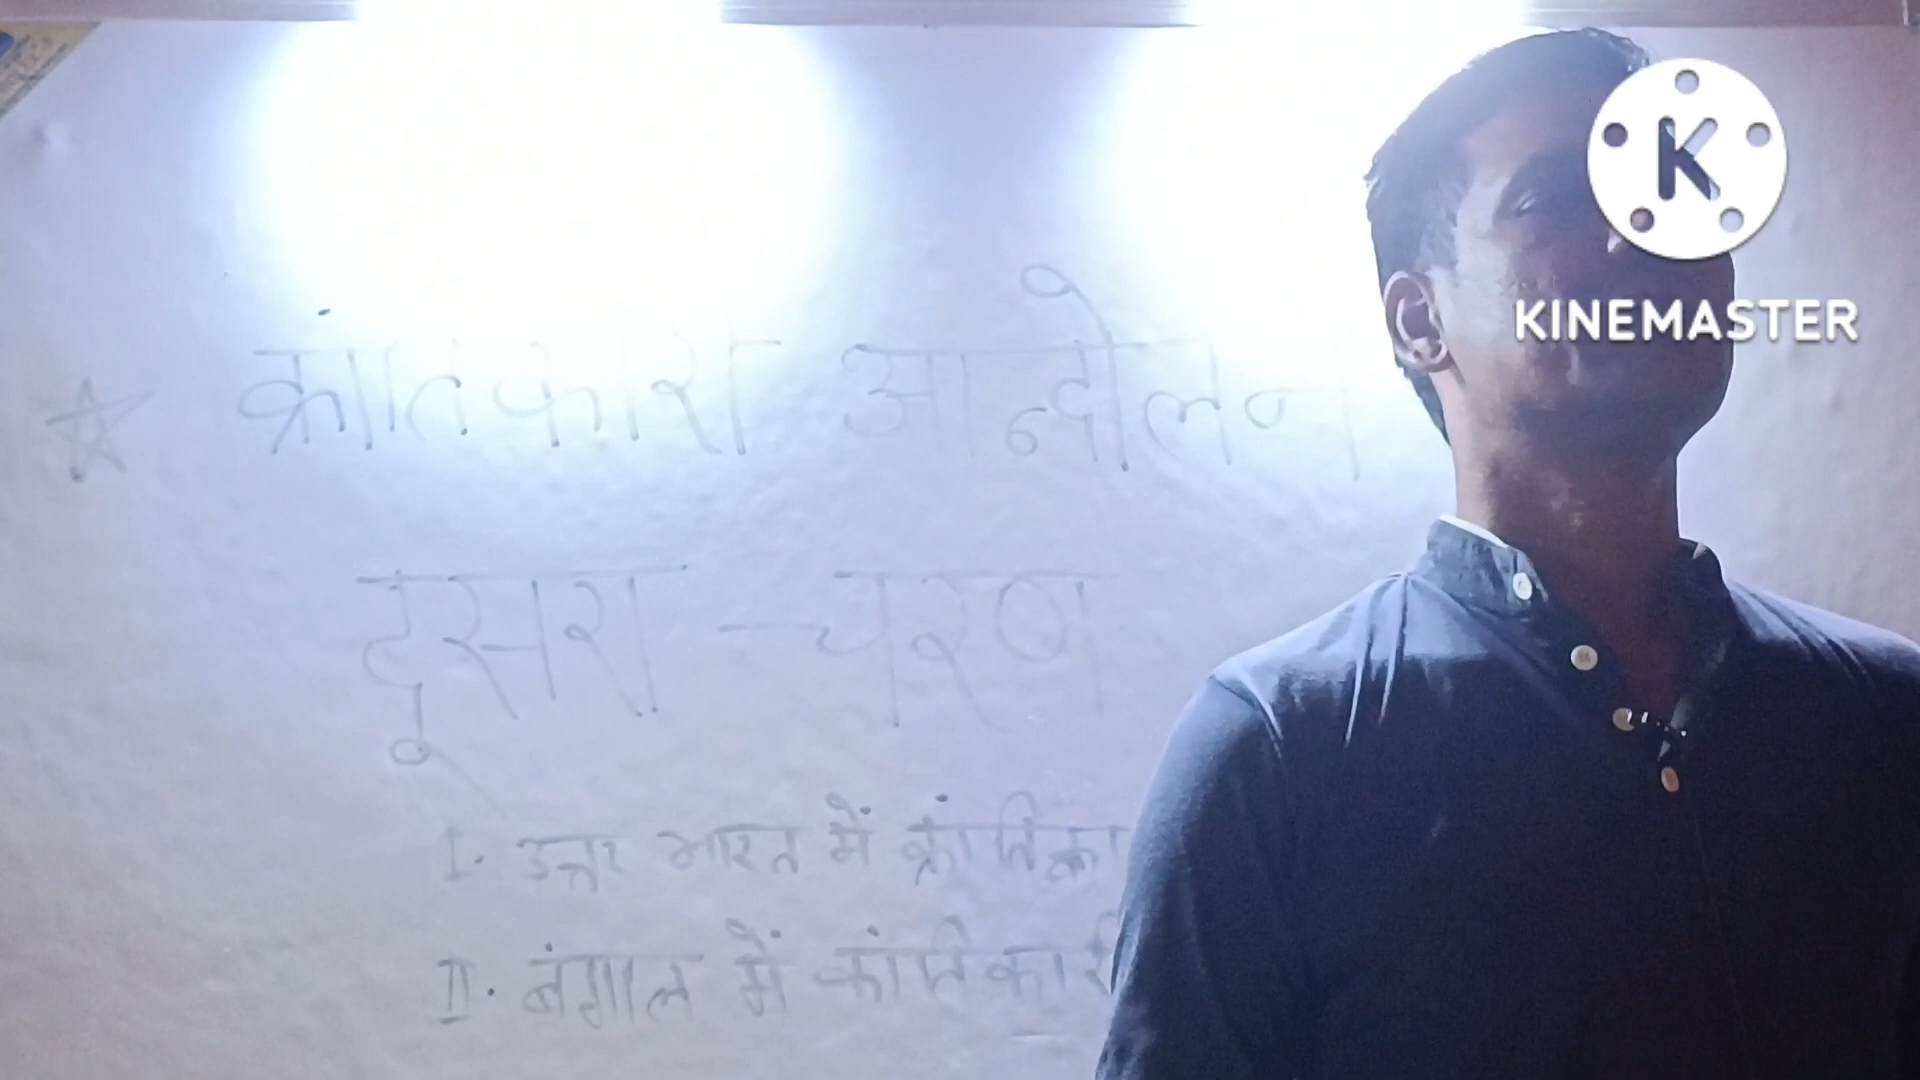 ☆ क्रांतिकारी आन्दोलन
दूसरा - चरण
I. उत्तर भारत में क्रांतिका
II. बंगाल में कांतिकारी
K
KINEMASTER